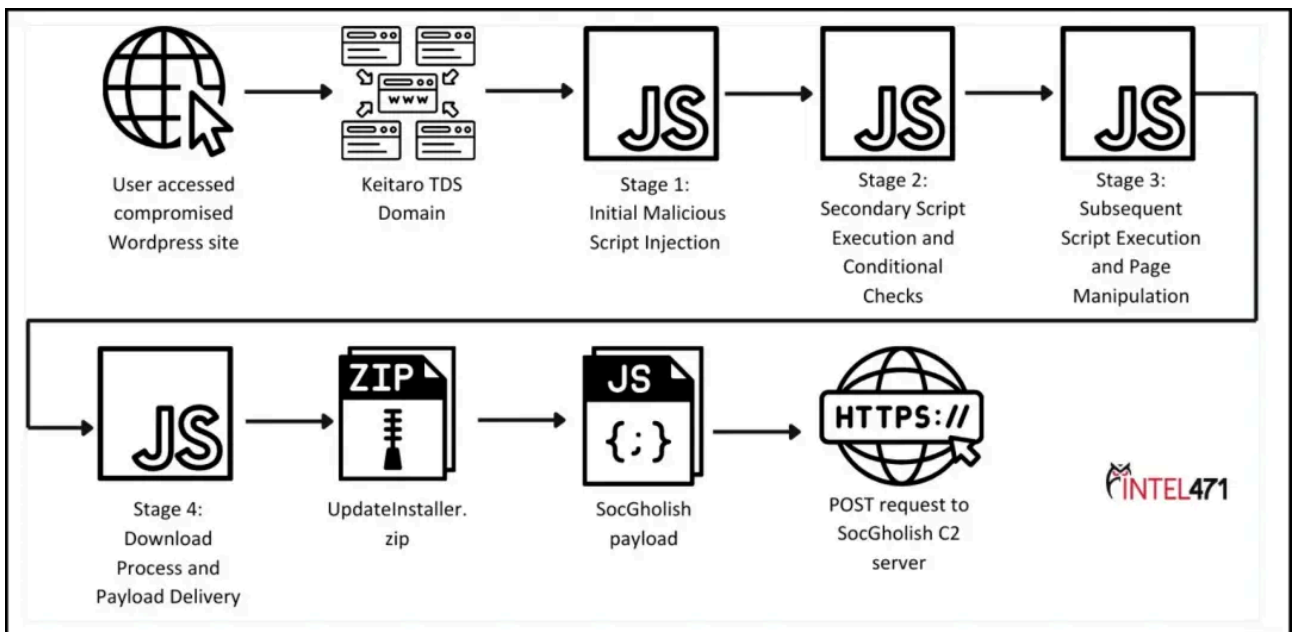 www
JS
JS
JS
User accessed
compromised
Wordpress site
Keitaro TDS
Domain
Stage 1:
Initial Malicious
Script Injection
Stage 2:
Secondary Script
Execution and
Conditional
Checks
Stage 3:
Subsequent
Script Execution
and Page
Manipulation
JS
ZIP
JS
{;}
HTTPS://
Stage 4:
Download
Process and
Payload Delivery
UpdateInstaller.
zip
SocGholish
payload
POST request to
SocGholish C2
server
INTEL471